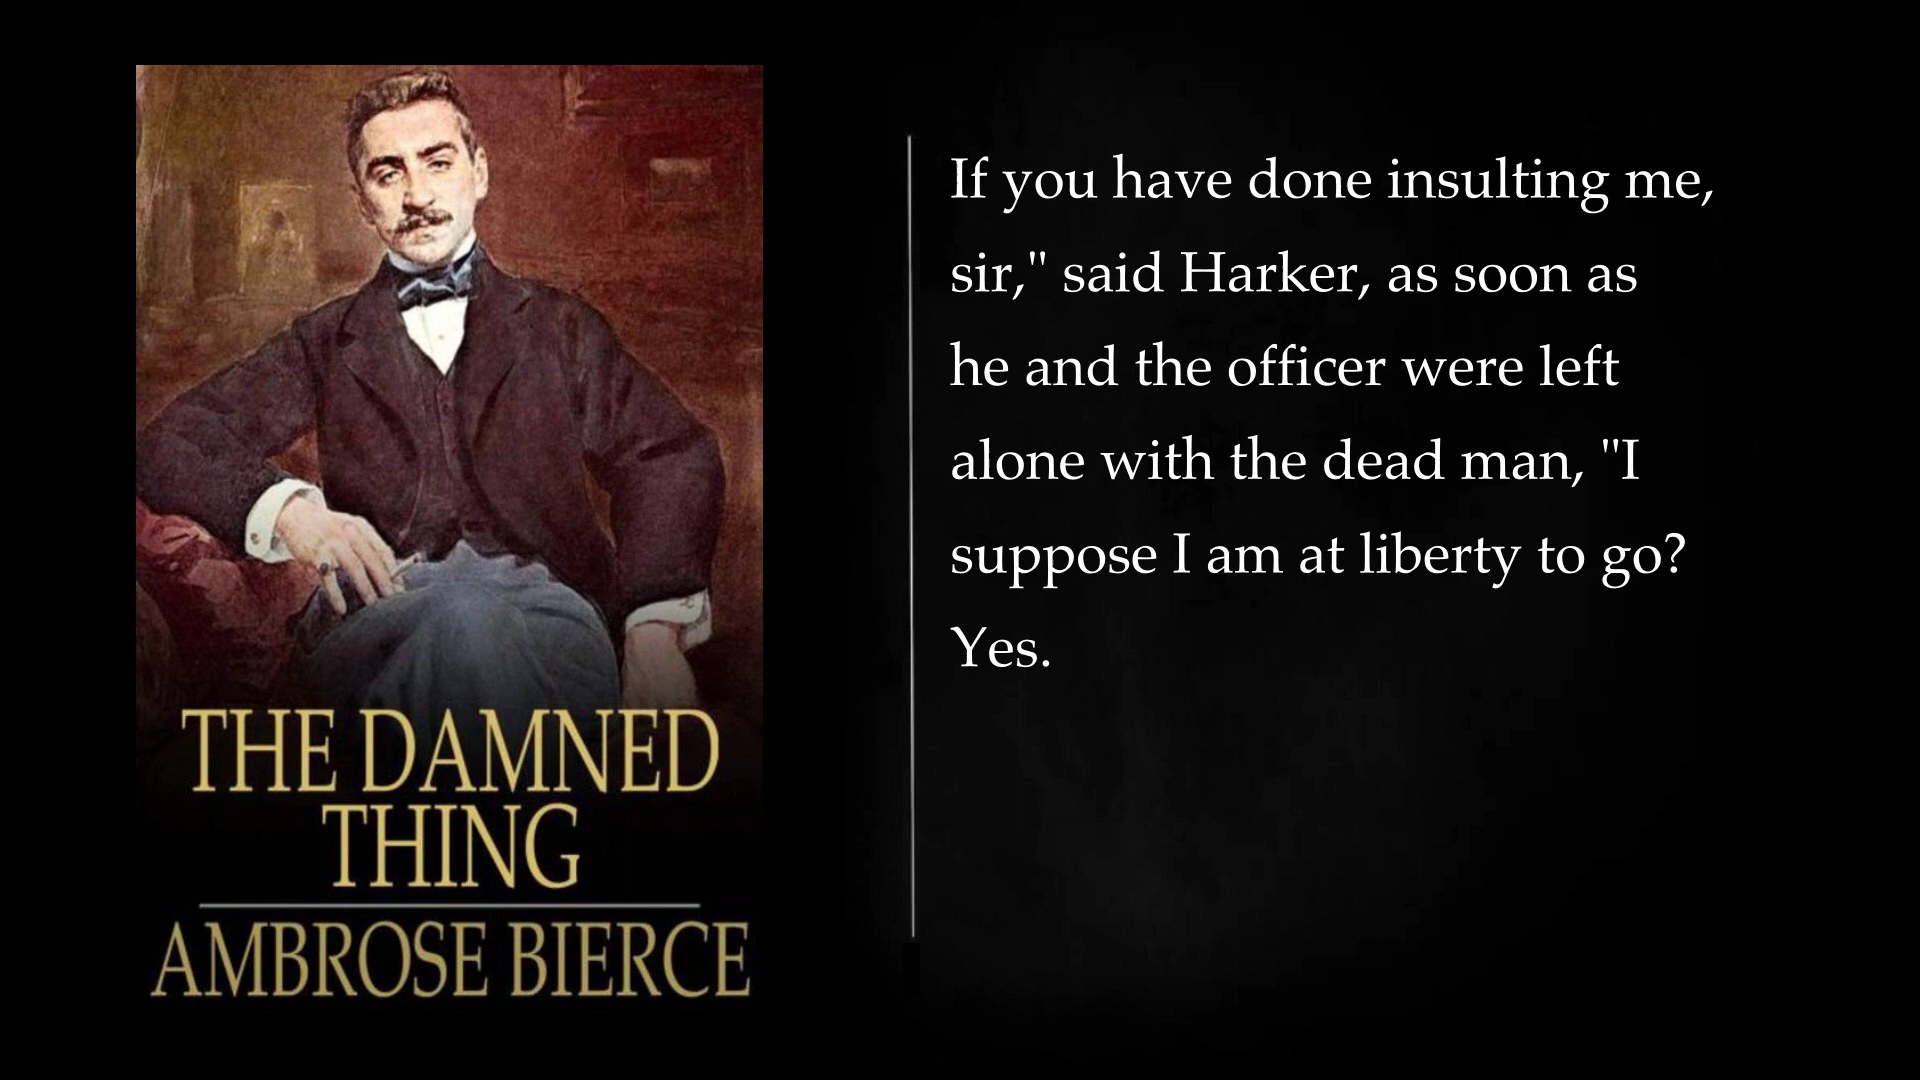 THE DAMNED
THING
AMBROSE BIERCE
If you have done insulting me,
sir," said Harker, as soon as
he and the officer were left
alone with the dead man, "I
suppose I am at liberty to go?
Yes.